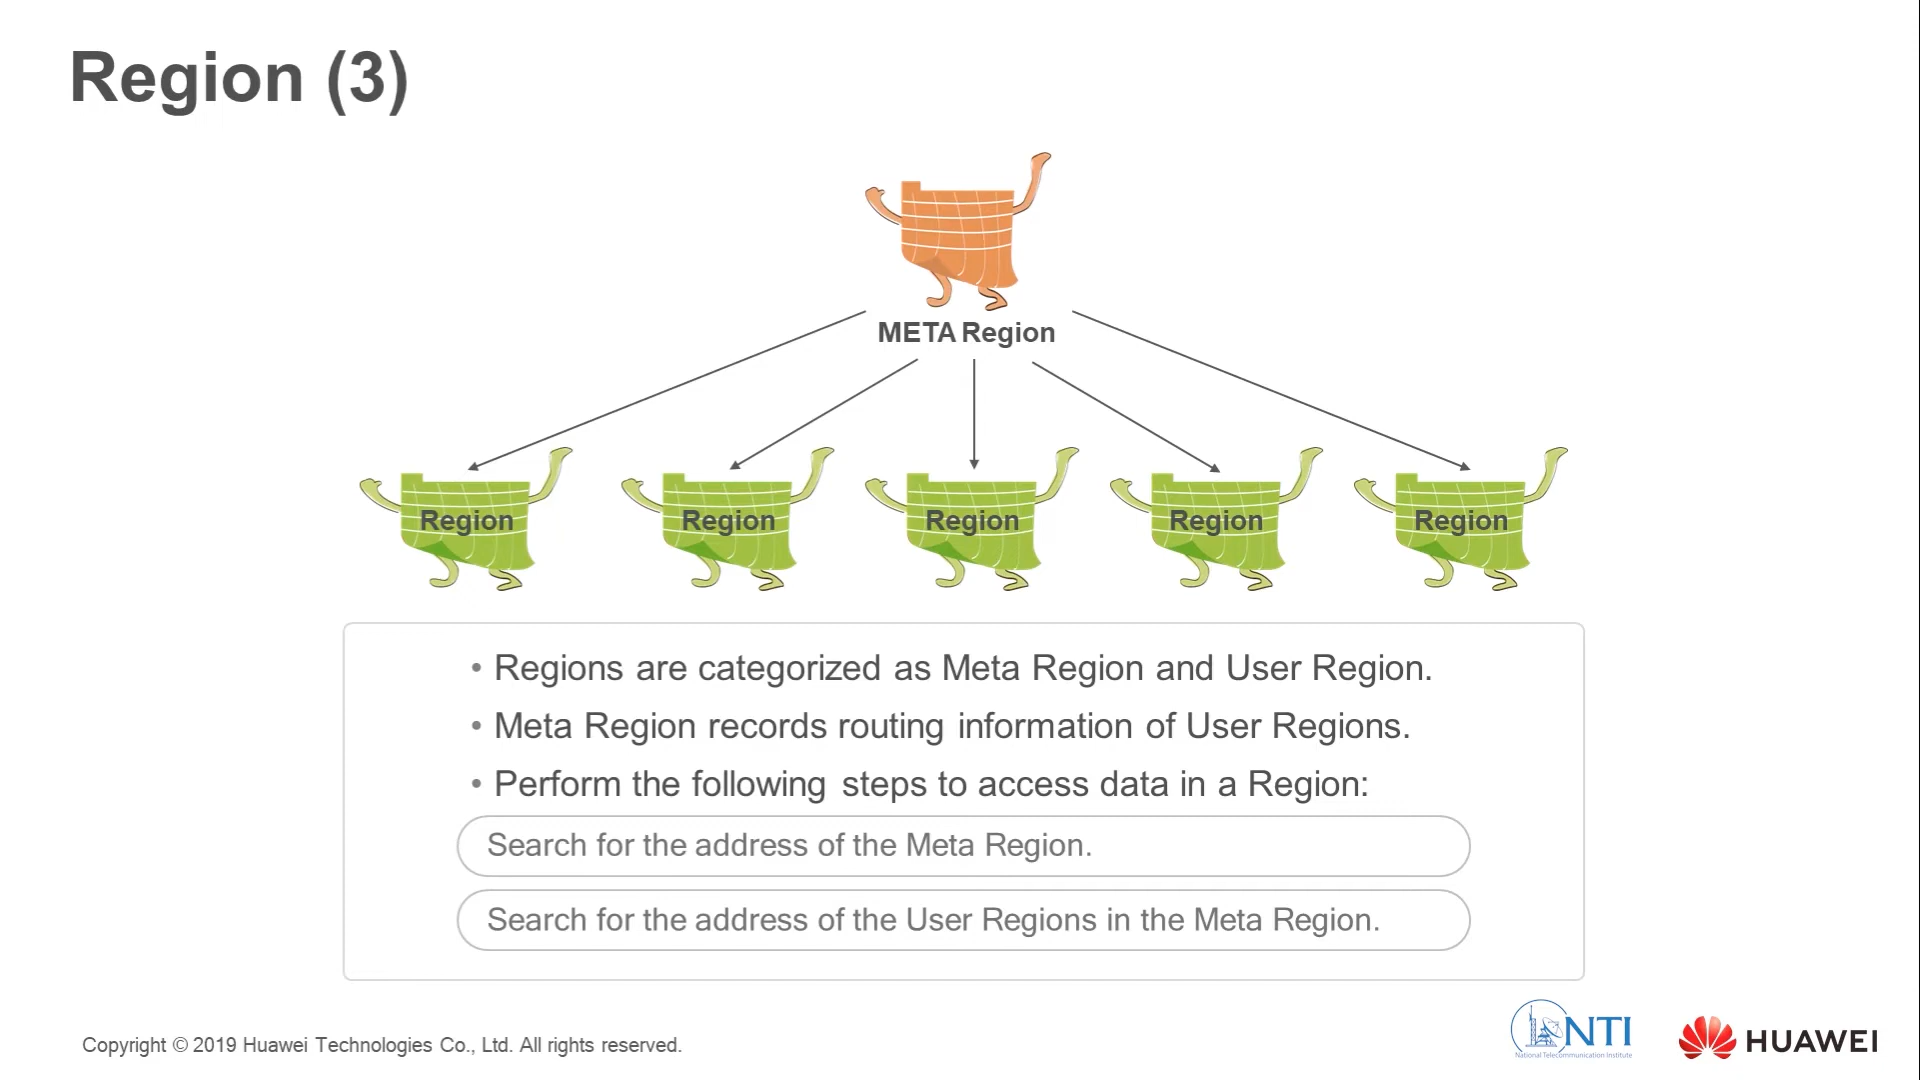 Region (3)
META Region
Region
Region
Region
Region
Region
• Regions are categorized as Meta Region and User Region.
• Meta Region records routing information of User Regions.
• Perform the following steps to access data in a Region:
Search for the address of the Meta Region.
Search for the address of the User Regions in the Meta Region.
Copyright © 2019 Huawei Technologies Co., Ltd. All rights reserved.
NTI
National Telecommunication Institute
HUAWEI